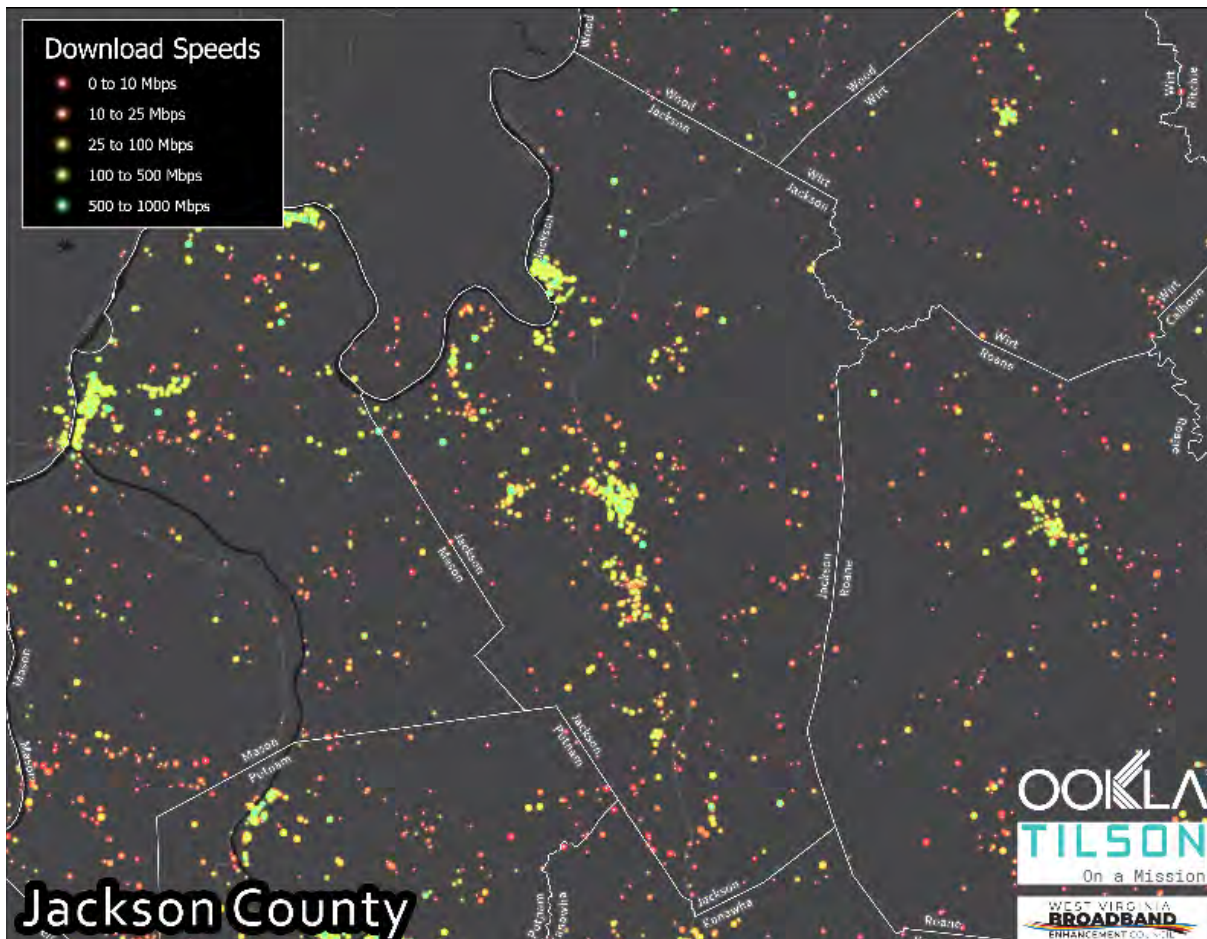 Download Speeds
0 to 10 Mbps
10 to 25 Mbps
25 to 100 Mbps
100 to 500 Mbps
500 to 1000 Mbps
Wood
Wood
Jackson
Wood
Wirt
Wirt
Ritchie
Wirt
Jackson
Jackson
Wirt
Calhoun
Wirt
Roane
Roane
Jackson
Mason
Jackson
Roane
Mason
Mason
Mason
Putnam
Jackson
Putnam
Jackson
Kanawha
Putnam
Roane
OOKLA
TILSON
On a Mission
WEST VIRGINIA
BROADBAND
ENHANCEMENT COUNCIL
Jackson County